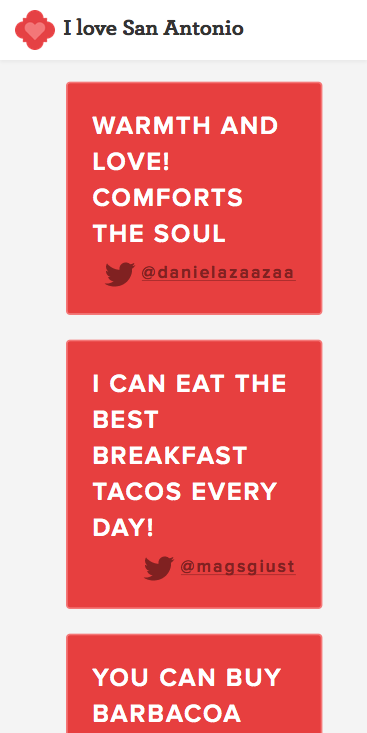 I love San Antonio
WARMTH AND
LOVE!
COMFORTS
THE SOUL
@danielazaazaa
I CAN EAT THE
BEST
BREAKFAST
TACOS EVERY
DAY!
@magsgiust
YOU CAN BUY
BARBACOA